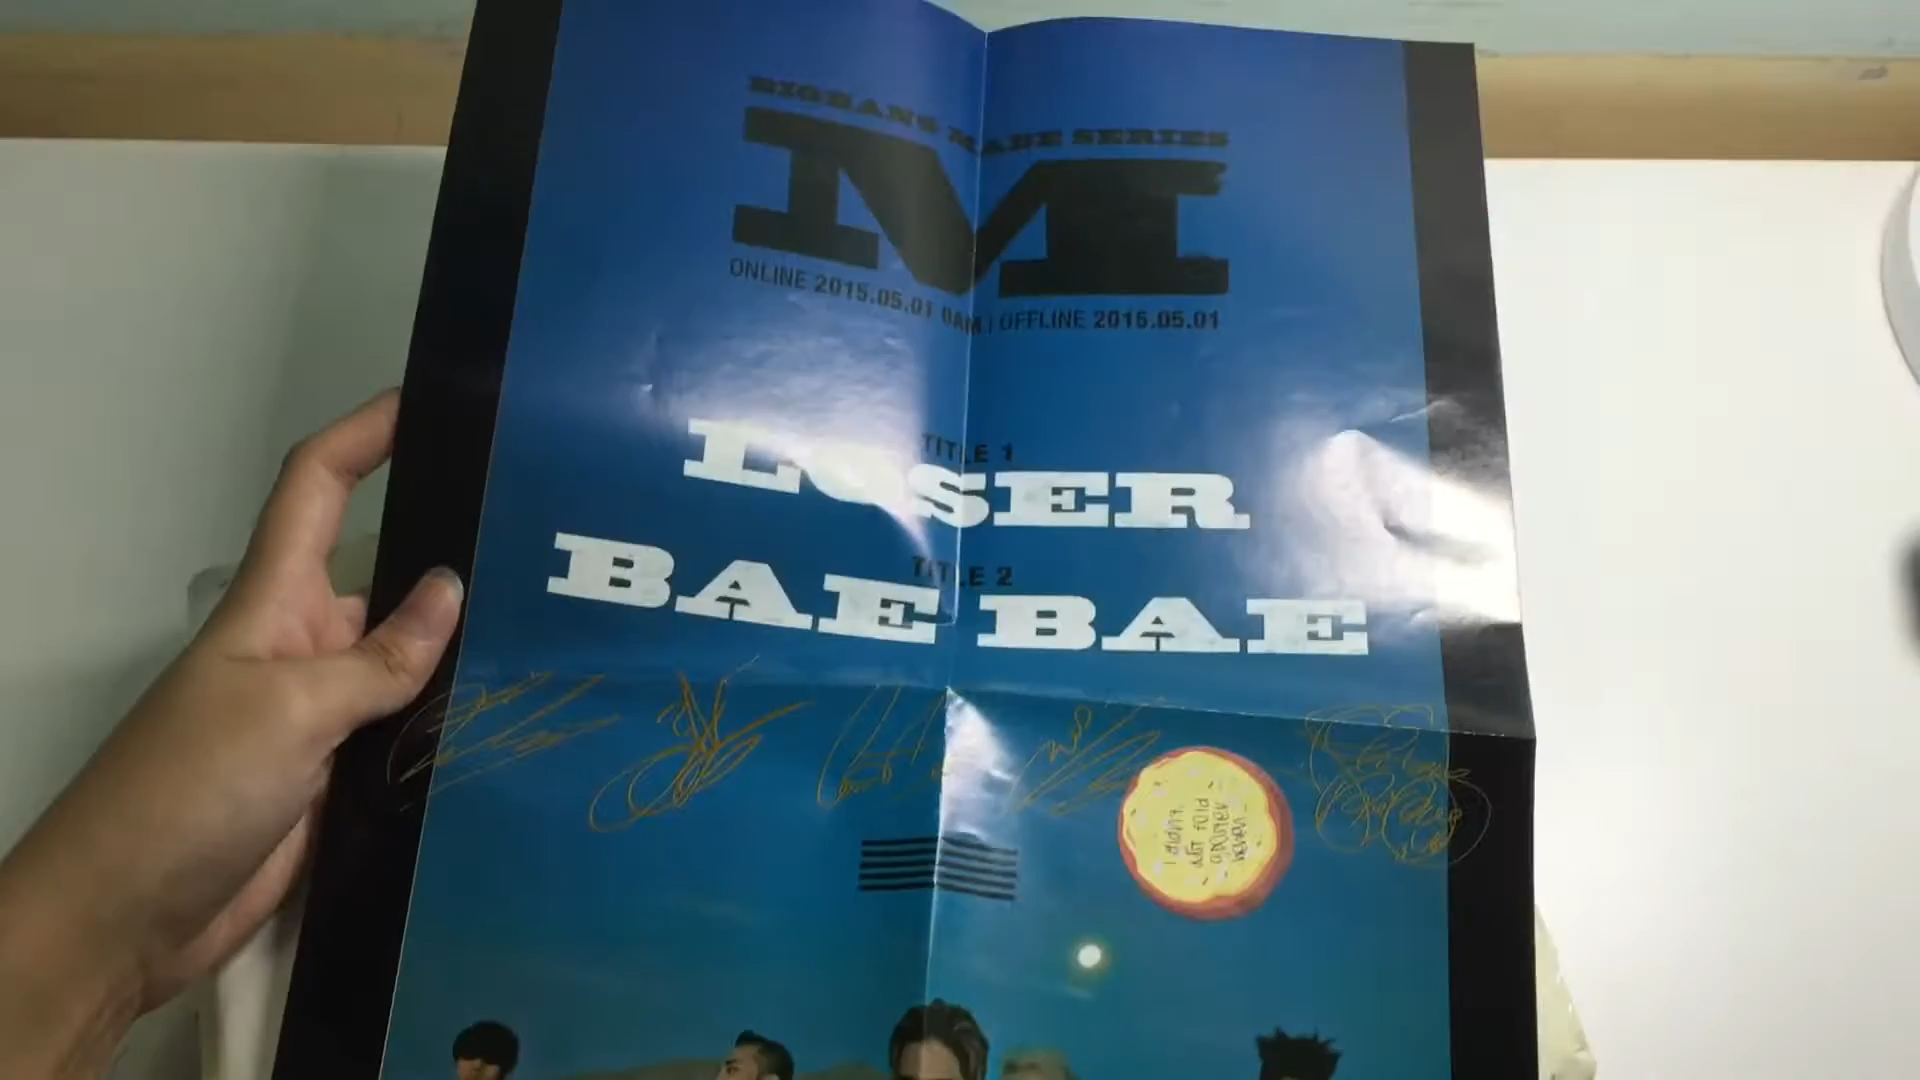 BIGBANG MADE SERIES
M
ONLINE 2015.05.01 0AM | OFFLINE 2015.05.01
TITLE 1
LOSER
TITLE 2
BAE BAE